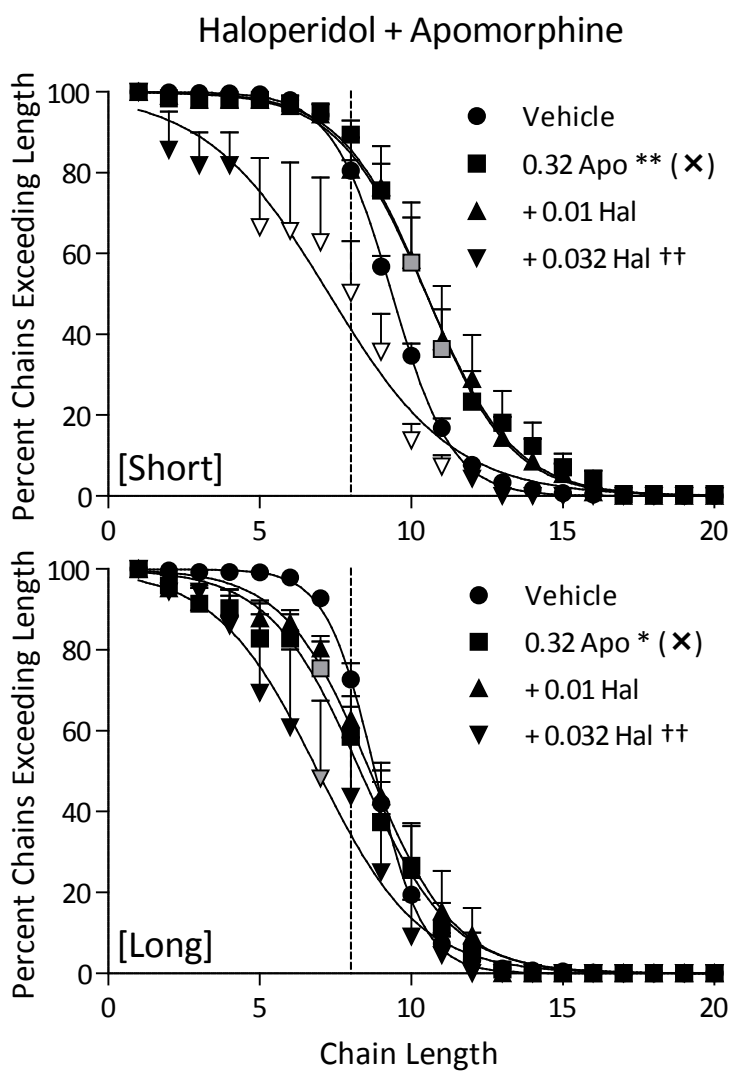 Haloperidol + Apomorphine
Percent Chains Exceeding Length
100
80
60
40
20
0
Vehicle
0.32 Apo ** (✕)
+ 0.01 Hal
+ 0.032 Hal ††
[Short]
0 5 10 15 20
Percent Chains Exceeding Length
100
80
60
40
20
0
Vehicle
0.32 Apo * (✕)
+ 0.01 Hal
+ 0.032 Hal ††
[Long]
0 5 10 15 20
Chain Length